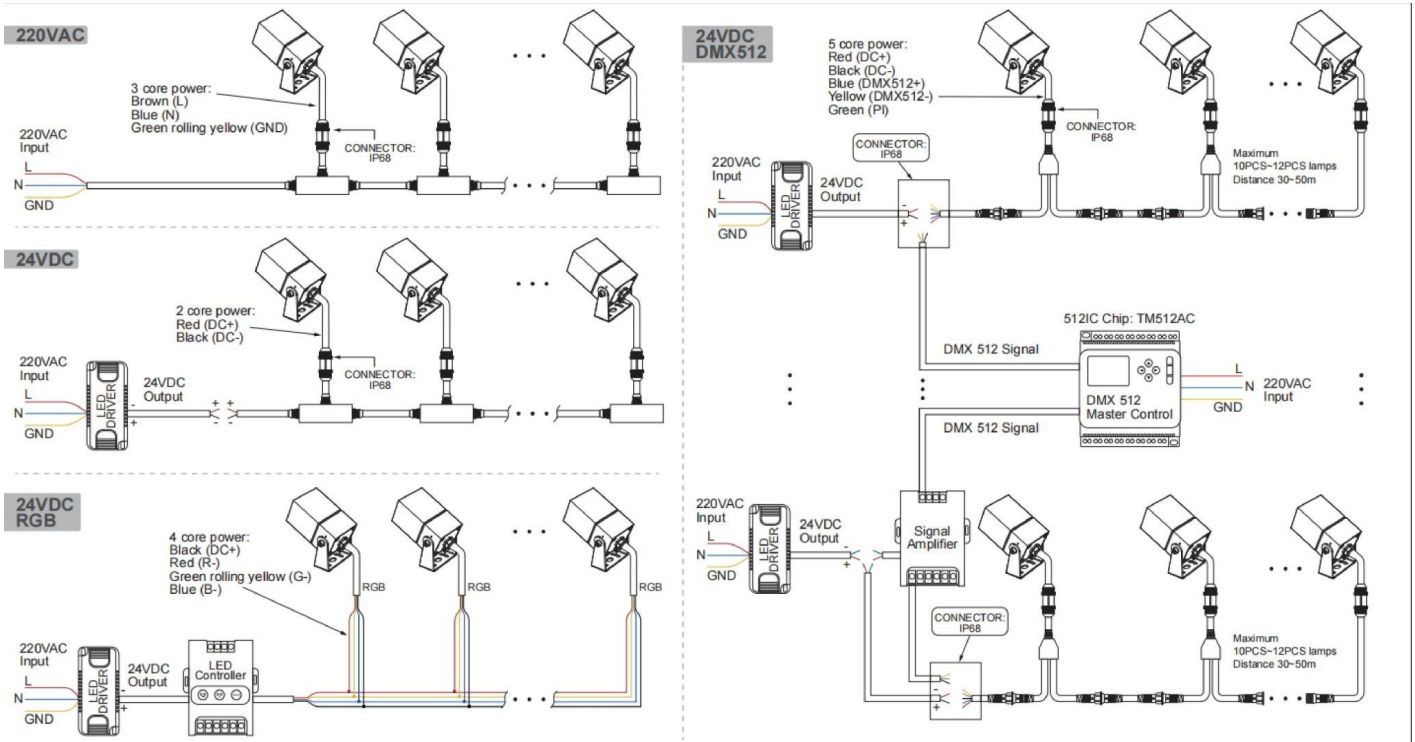 220VAC
3 core power:
Brown (L)
Blue (N)
Green rolling yellow (GND)
220VAC
Input
L
N
GND
CONNECTOR:
IP68
24VDC
2 core power:
Red (DC+)
Black (DC-)
220VAC
Input
L
N
GND
LED
DRIVER
-
+
24VDC
Output
+ +
- -
CONNECTOR:
IP68
24VDC
RGB
4 core power:
Black (DC+)
Red (R-)
Green rolling yellow (G-)
Blue (B-)
RGB
RGB
RGB
220VAC
Input
L
N
GND
LED
DRIVER
-
+
24VDC
Output
LED
Controller
24VDC
DMX512
5 core power:
Red (DC+)
Black (DC-)
Blue (DMX512+)
Yellow (DMX512-)
Green (PI)
CONNECTOR:
IP68
CONNECTOR:
IP68
Maximum
10PCS~12PCS lamps
Distance 30~50m
220VAC
Input
L
N
GND
LED
DRIVER
24VDC
Output
-
+
512IC Chip: TM512AC
DMX 512 Signal
DMX 512
Master Control
L
N
GND
220VAC
Input
DMX 512 Signal
220VAC
Input
L
N
GND
LED
DRIVER
24VDC
Output
-
+
Signal
Amplifier
CONNECTOR:
IP68
-
+
Maximum
10PCS~12PCS lamps
Distance 30~50m